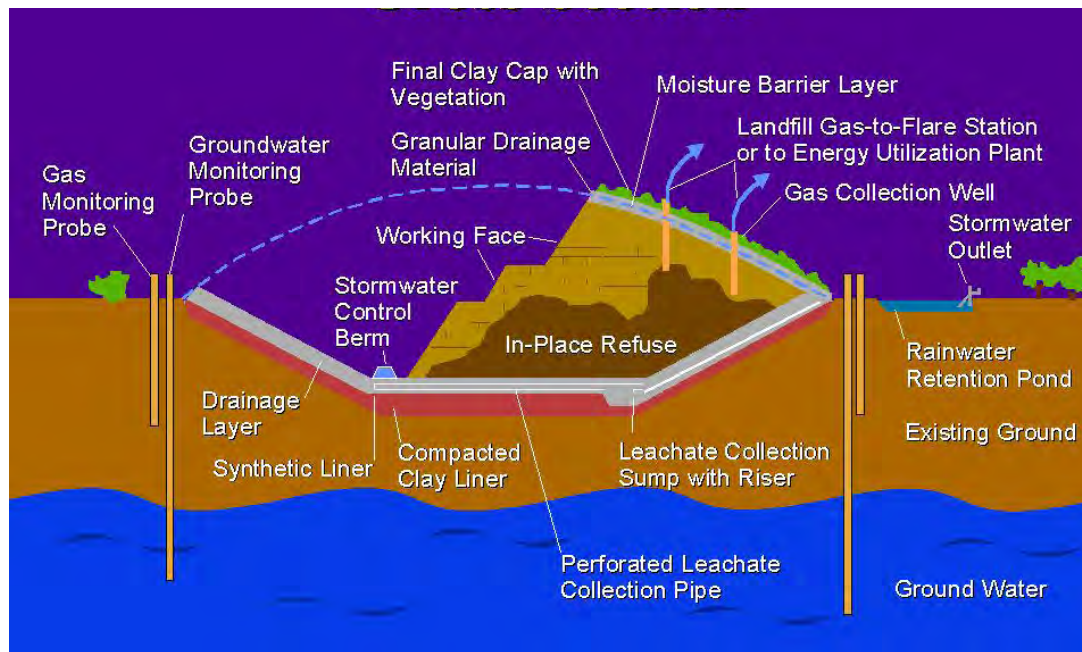 Final Clay Cap with
Vegetation
Moisture Barrier Layer
Granular Drainage
Material
Landfill Gas-to-Flare Station
or to Energy Utilization Plant
Groundwater
Monitoring
Probe
Gas
Monitoring
Probe
Gas Collection Well
Working Face
Stormwater
Outlet
Stormwater
Control
Berm
In-Place Refuse
Rainwater
Retention Pond
Drainage
Layer
Existing Ground
Synthetic Liner
Compacted
Clay Liner
Leachate Collection
Sump with Riser
Perforated Leachate
Collection Pipe
Ground Water